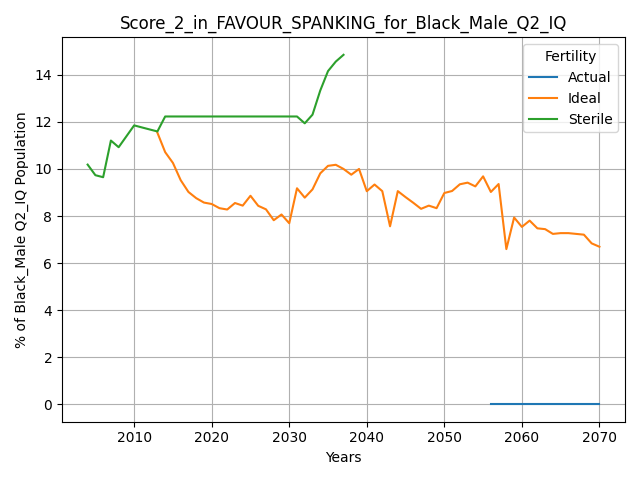 Score_2_in_FAVOUR_SPANKING_for_Black_Male_Q2_IQ
Fertility
Actual
Ideal
Sterile
% of Black_Male Q2_IQ Population
14
12
10
8
6
4
2
0
2010 2020 2030 2040 2050 2060 2070
Years